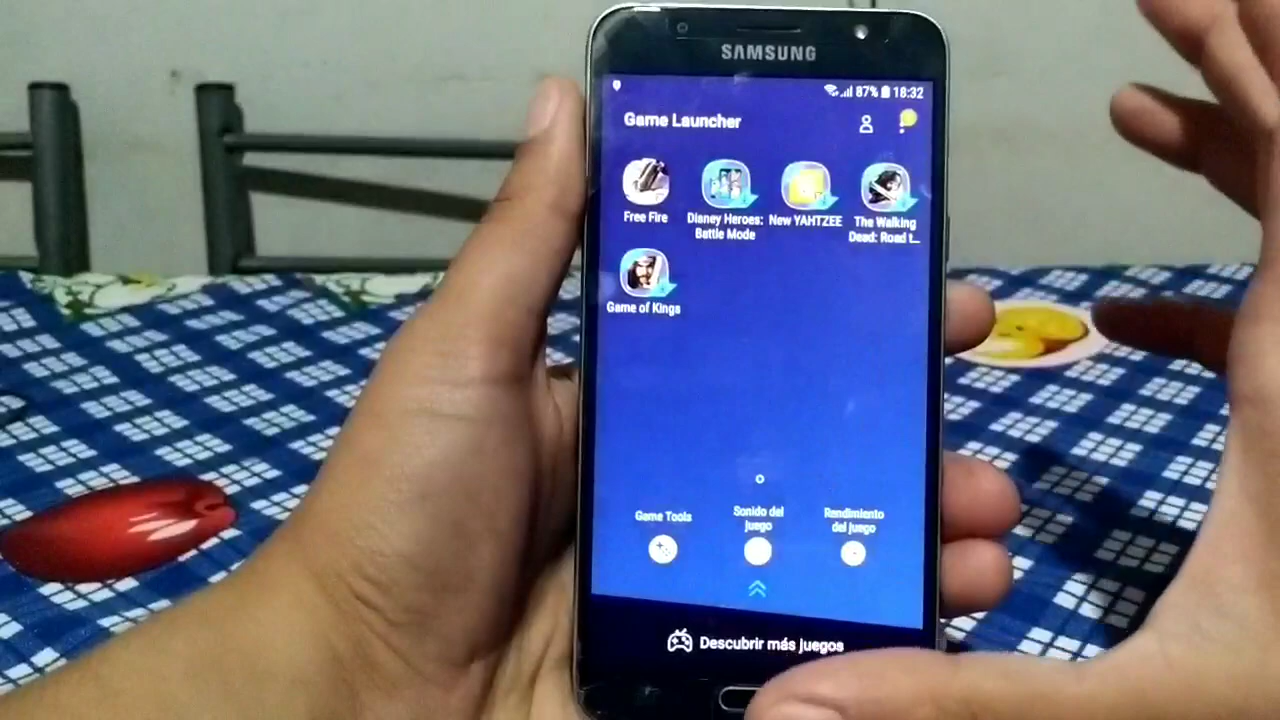 SAMSUNG
87% 18:32
Game Launcher
Free Fire
Disney Heroes:
Battle Mode
New YAHTZEE
The Walking
Dead: Road t...
Game of Kings
Game Tools
Sonido del
juego
Rendimiento
del juego
Descubrir más juegos